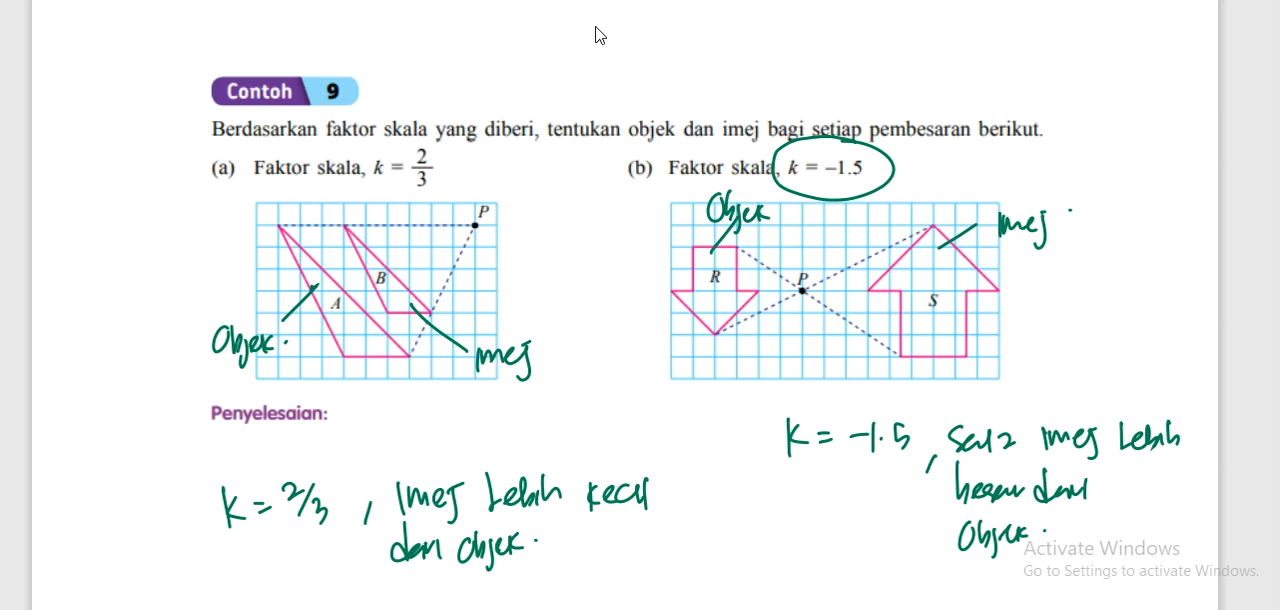 Contoh 9
Berdasarkan faktor skala yang diberi, tentukan objek dan imej bagi setiap pembesaran berikut.
(a) Faktor skala, k = 2/3
(b) Faktor skala, k = –1.5
P
B
A
Objek.
Imej
Objek
Imej
R
P
S
Penyelesaian:
k = 2/3, Imej Lebih kecil
dari objek.
k = -1.5, Saiz imej Lebih
besar dari
Objek.
Activate Windows
Go to Settings to activate Windows.